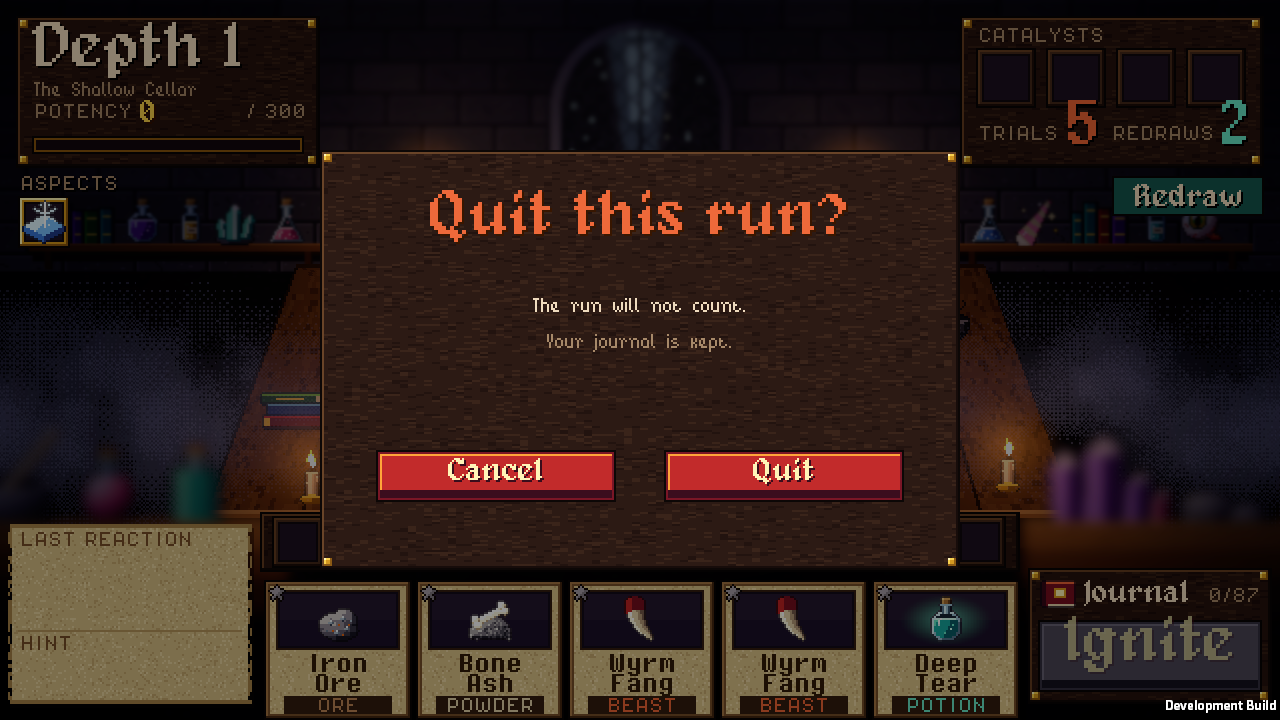 Depth 1
The Shallow Cellar
POTENCY 0 / 300
ASPECTS
CATALYSTS
TRIALS 5 REDRAWS 2
Redraw
Quit this run?
The run will not count.
Your journal is kept.
Cancel
Quit
LAST REACTION
HINT
Iron
Ore
ORE
Bone
Ash
POWDER
Wyrm
Fang
BEAST
Wyrm
Fang
BEAST
Deep
Tear
POTION
Journal 0/87
Ignite
Development Build